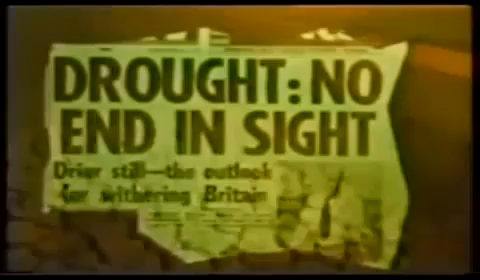 DROUGHT: NO
END IN SIGHT
Drier still—the outlook
for withering Britain